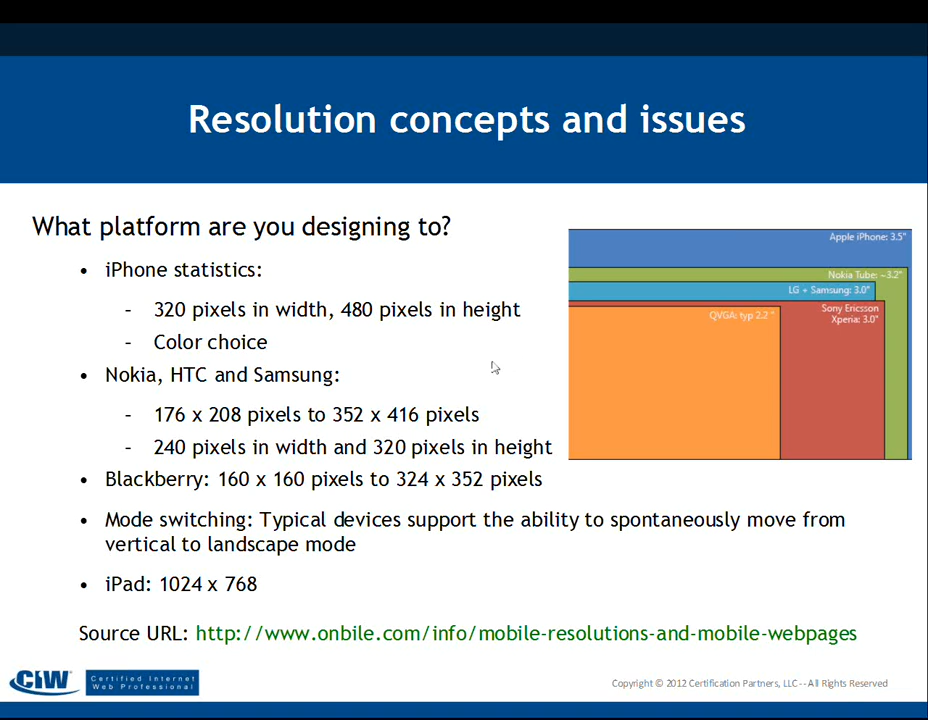 Resolution concepts and issues
What platform are you designing to?
• iPhone statistics:
- 320 pixels in width, 480 pixels in height
- Color choice
• Nokia, HTC and Samsung:
- 176 x 208 pixels to 352 x 416 pixels
- 240 pixels in width and 320 pixels in height
• Blackberry: 160 x 160 pixels to 324 x 352 pixels
• Mode switching: Typical devices support the ability to spontaneously move from
vertical to landscape mode
• iPad: 1024 x 768
Source URL: http://www.onbile.com/info/mobile-resolutions-and-mobile-webpages
Apple iPhone: 3.5"
Nokia Tube: ~3.2"
LG + Samsung: 3.0"
Sony Ericsson
Xperia: 3.0"
QVGA: typ 2.2 "
CIW
Certified Internet
Web Professional
Copyright © 2012 Certification Partners, LLC -- All Rights Reserved